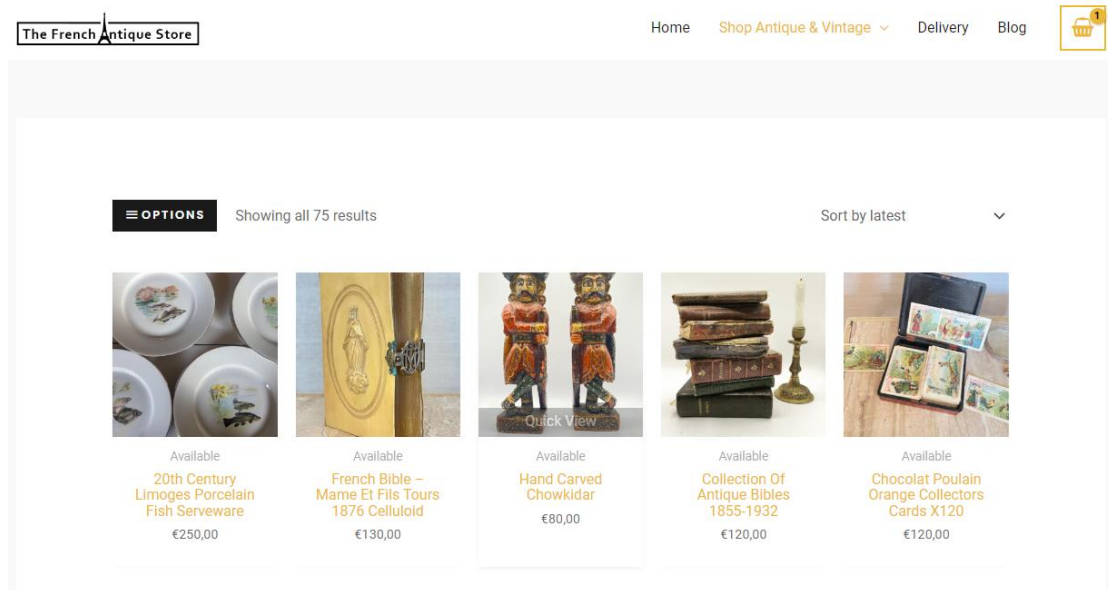 The French Antique Store
Home
Shop Antique & Vintage
Delivery
Blog
1
OPTIONS
Showing all 75 results
Sort by latest
Quick View
Available
20th Century
Limoges Porcelain
Fish Serveware
€250,00
Available
French Bible –
Mame Et Fils Tours
1876 Celluloid
€130,00
Available
Hand Carved
Chowkidar
€80,00
Available
Collection Of
Antique Bibles
1855-1932
€120,00
Available
Chocolat Poulain
Orange Collectors
Cards X120
€120,00